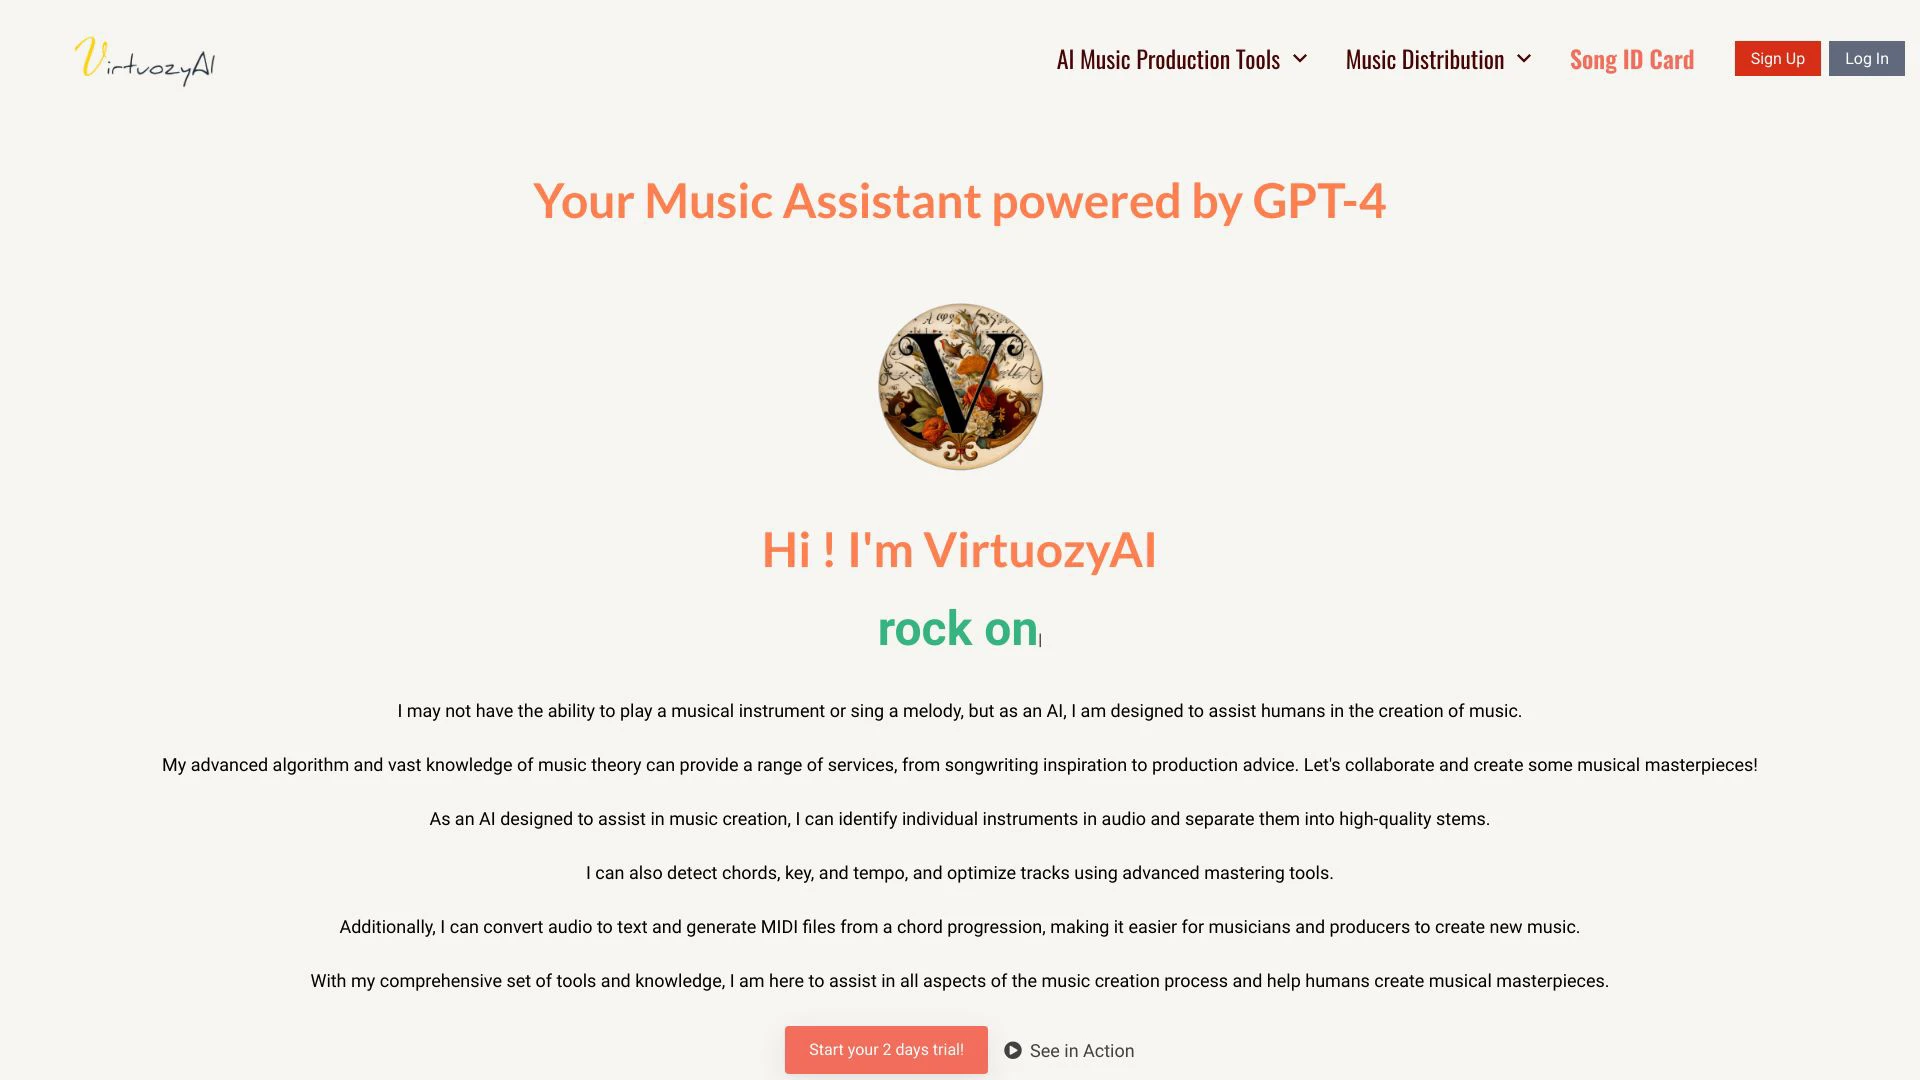 VirtuozyAI
AI Music Production Tools
Music Distribution
Song ID Card
Sign Up
Log In
Your Music Assistant powered by GPT-4
V
Hi ! I'm VirtuozyAI
rock on
I may not have the ability to play a musical instrument or sing a melody, but as an AI, I am designed to assist humans in the creation of music.
My advanced algorithm and vast knowledge of music theory can provide a range of services, from songwriting inspiration to production advice. Let's collaborate and create some musical masterpieces!
As an AI designed to assist in music creation, I can identify individual instruments in audio and separate them into high-quality stems.
I can also detect chords, key, and tempo, and optimize tracks using advanced mastering tools.
Additionally, I can convert audio to text and generate MIDI files from a chord progression, making it easier for musicians and producers to create new music.
With my comprehensive set of tools and knowledge, I am here to assist in all aspects of the music creation process and help humans create musical masterpieces.
Start your 2 days trial!
See in Action